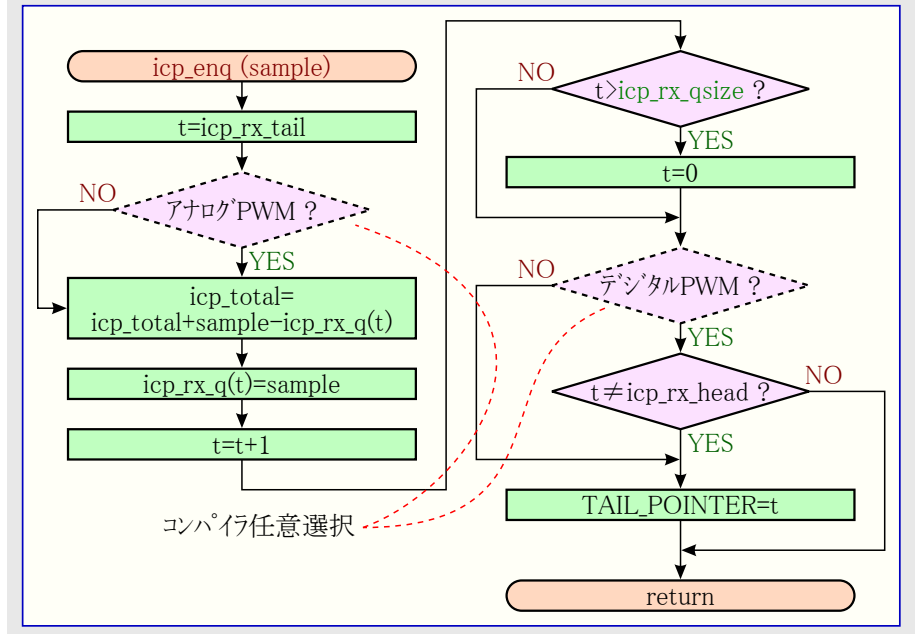 icp_enq (sample)
t=icp_rx_tail
アナログPWM ?
NO
YES
icp_total=
icp_total+sample−icp_rx_q(t)
icp_rx_q(t)=sample
t=t+1
コンパイラ任意選択
t>icp_rx_qsize ?
NO
YES
t=0
デジタルPWM ?
NO
YES
t≠icp_rx_head ?
NO
YES
TAIL_POINTER=t
return